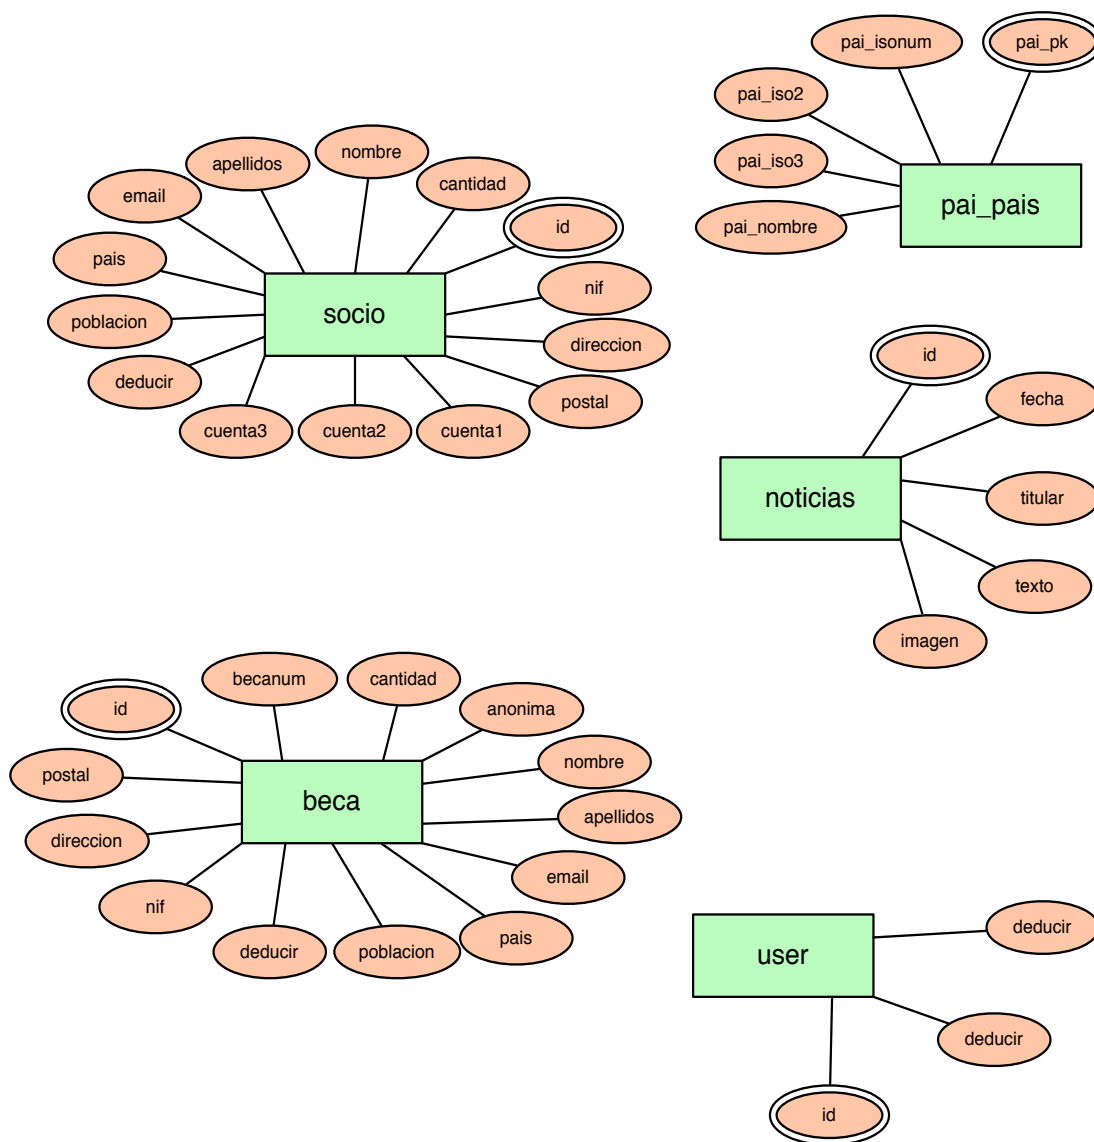 pai_isonum
pai_pk
pai_iso2
pai_iso3
pai_nombre
pai_pais
nombre
apellidos
cantidad
email
id
pais
nif
socio
poblacion
direccion
deducir
postal
cuenta3
cuenta2
cuenta1
id
fecha
noticias
titular
texto
imagen
becanum
cantidad
id
anonima
postal
nombre
beca
apellidos
direccion
email
nif
deducir
poblacion
pais
user
deducir
deducir
id